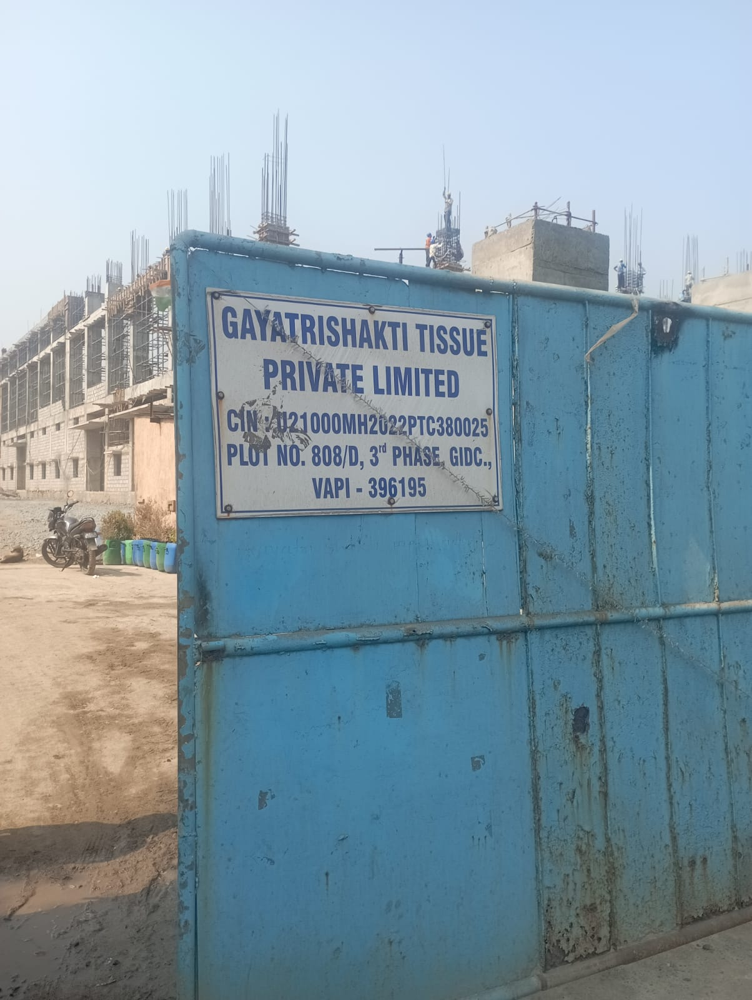 GAYATRISHAKTI TISSUE
PRIVATE LIMITED
CIN : U21000MH2022PTC380025
PLOT NO. 808/D, 3rd PHASE, GIDC.,
VAPI - 396195